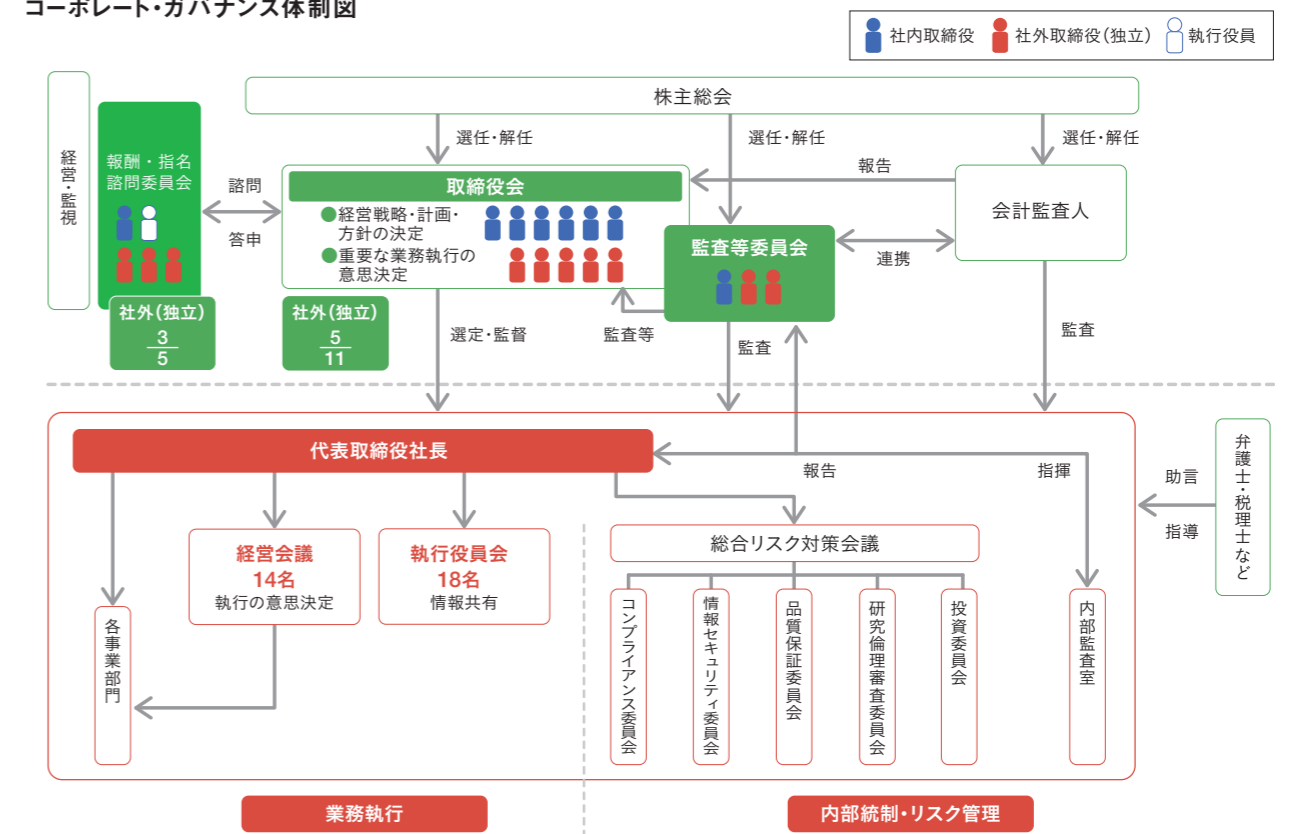 コーポレート・ガバナンス体制図
社内取締役
社外取締役(独立)
執行役員
経営・監視
報酬・指名
諮問委員会
社外(独立)
3
5
諮問
答申
株主総会
選任・解任
選任・解任
選任・解任
取締役会
●経営戦略・計画・
方針の決定
●重要な業務執行の
意思決定
社外(独立)
5
11
報告
監査等委員会
会計監査人
連携
選定・監督
監査等
監査
監査
代表取締役社長
報告
指揮
助言
指導
弁護士・税理士など
経営会議
14名
執行の意思決定
執行役員会
18名
情報共有
各事業部門
総合リスク対策会議
コンプライアンス委員会
情報セキュリティ委員会
品質保証委員会
研究倫理審査委員会
投資委員会
内部監査室
業務執行
内部統制・リスク管理